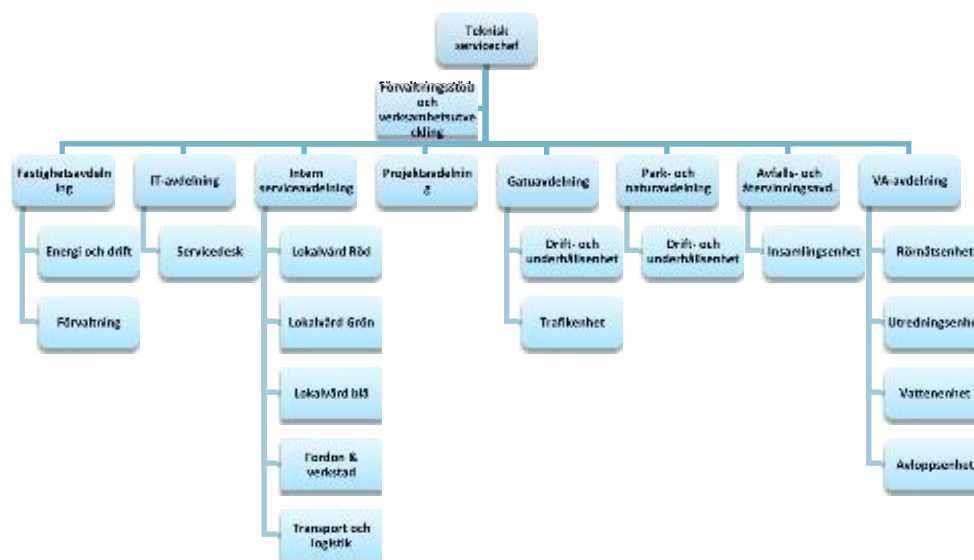 Teknisk
servicechef
Förvaltningsstöd
och
verksamhetsutve
ckling
Fastighetsavdeln
ing
IT-avdelning
Intern
serviceavdelning
Projektavdelnin
g
Gatuavdelning
Park- och
naturavdelning
Avfalls- och
återvinningsavd.
VA-avdelning
Energi och drift
Servicedesk
Lokalvård Röd
Drift- och
underhållsenhet
Drift- och
underhållsenhet
Insamlingsenhet
Rörnätsenhet
Förvaltning
Lokalvård Grön
Trafikenhet
Utredningsenhe
Lokalvård blå
Vattenenhet
Fordon &
verkstad
Avloppsenhet
Transport och
logistik